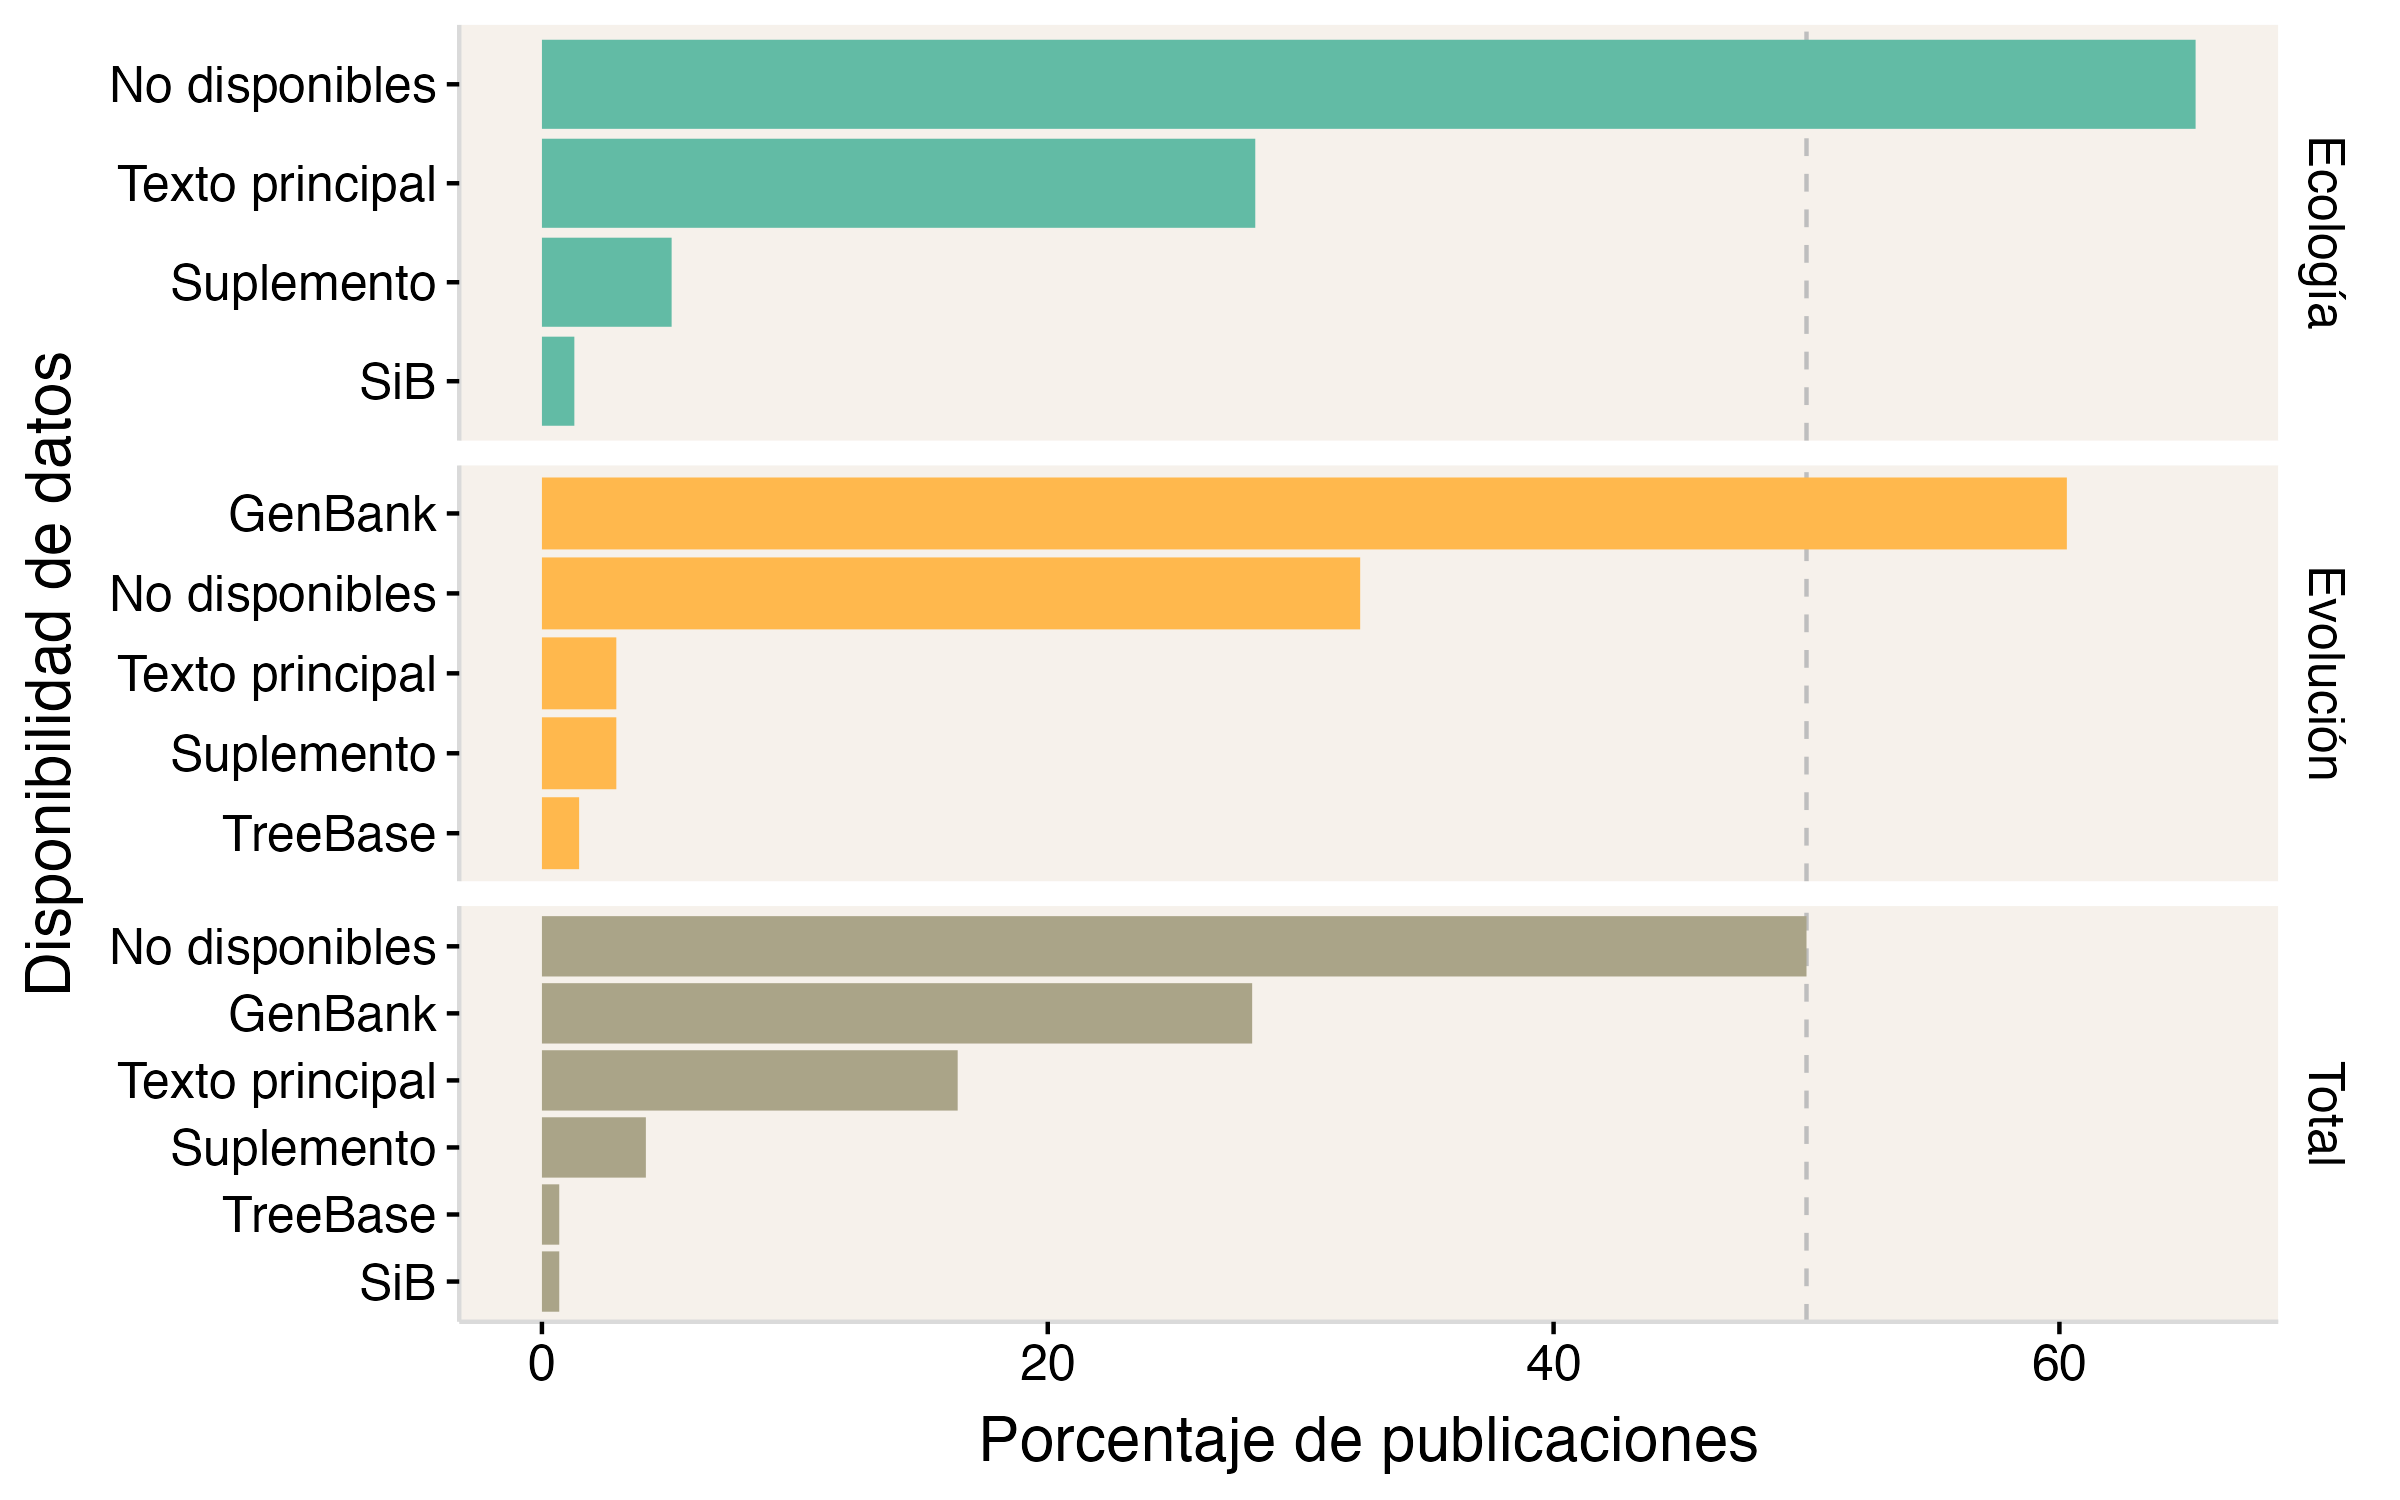 Disponibilidad de datos
No disponibles
Texto principal
Suplemento
SiB
Ecología
GenBank
No disponibles
Texto principal
Suplemento
TreeBase
Evolución
No disponibles
GenBank
Texto principal
Suplemento
TreeBase
SiB
Total
0 20 40 60
Porcentaje de publicaciones